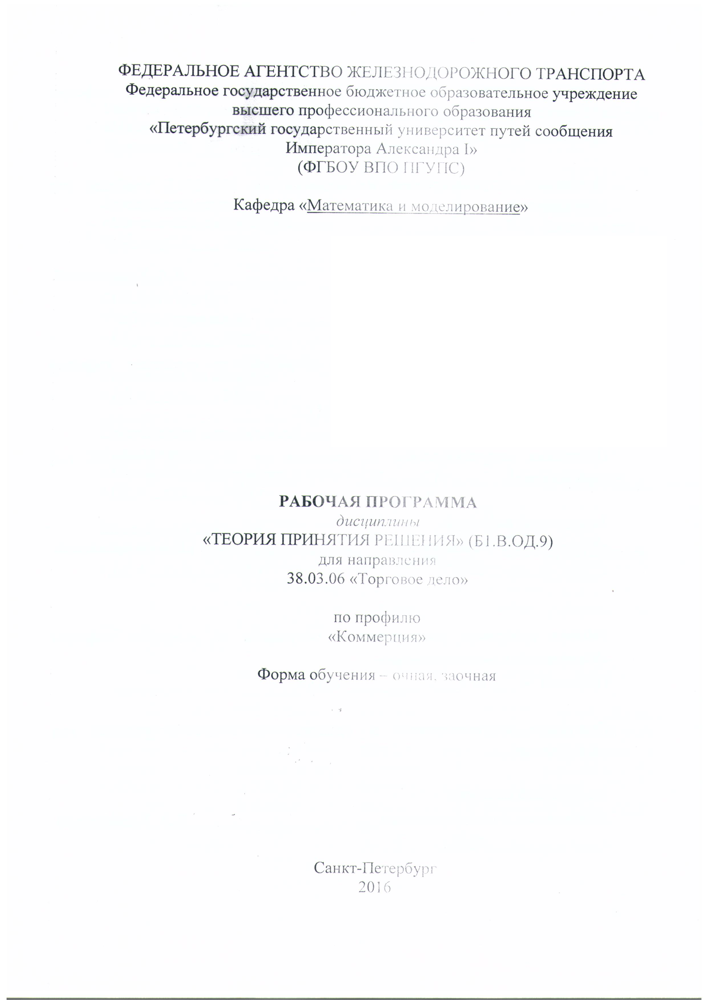 ФЕДЕРАЛЬНОЕ АГЕНТСТВО ЖЕЛЕЗНОДОРОЖНОГО ТРАНСПОРТА
Федеральное государственное бюджетное образовательное учреждение
высшего профессионального образования
«Петербургский государственный университет путей сообщения
Императора Александра I»
(ФГБОУ ВПО ПГУПС)
Кафедра «Математика и моделирование»
РАБОЧАЯ ПРОГРАММА
дисциплины
«ТЕОРИЯ ПРИНЯТИЯ РЕШЕНИЯ» (Б1.В.ОД.9)
для направления
38.03.06 «Торговое дело»
по профилю
«Коммерция»
Форма обучения – очная, заочная
Санкт-Петербург
2016